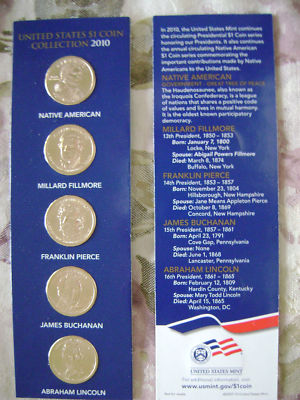 UNITED STATES $1 COIN
COLLECTION 2010
NATIVE AMERICAN
MILLARD FILLMORE
FRANKLIN PIERCE
JAMES BUCHANAN
ABRAHAM LINCOLN
In 2010, the United States Mint continues
the circulating Presidential $1 Coin series
honoring our Presidents. It also continues
the annual circulating Native American $1
Coin series commemorating the important
contributions made by Native
Americans to the United States.
NATIVE AMERICAN
GOVERNMENT - GREAT TREE OF PEACE
The Haudenosaunee, also known as
the Iroquois Confederacy, is a league
of nations that shares a positive code
of values and lives in mutual harmony.
It is the oldest known participatory
democracy.
MILLARD FILLMORE
13th President, 1850 – 1853
Born: January 7, 1800
Locke, New York
Spouse: Abigail Powers Fillmore
Died: March 8, 1874
Buffalo, New York
FRANKLIN PIERCE
14th President, 1853 – 1857
Born: November 23, 1804
Hillsborough, New Hampshire
Spouse: Jane Means Appleton Pierce
Died: October 8, 1869
Concord, New Hampshire
JAMES BUCHANAN
15th President, 1857 – 1861
Born: April 23, 1791
Cove Gap, Pennsylvania
Spouse: None
Died: June 1, 1868
Lancaster, Pennsylvania
ABRAHAM LINCOLN
16th President, 1861 – 1865
Born: February 12, 1809
Hardin County, Kentucky
Spouse: Mary Todd Lincoln
Died: April 15, 1865
Washington, DC
UNITED STATES MINT
For additional information, visit
www.usmint.gov/$1coin